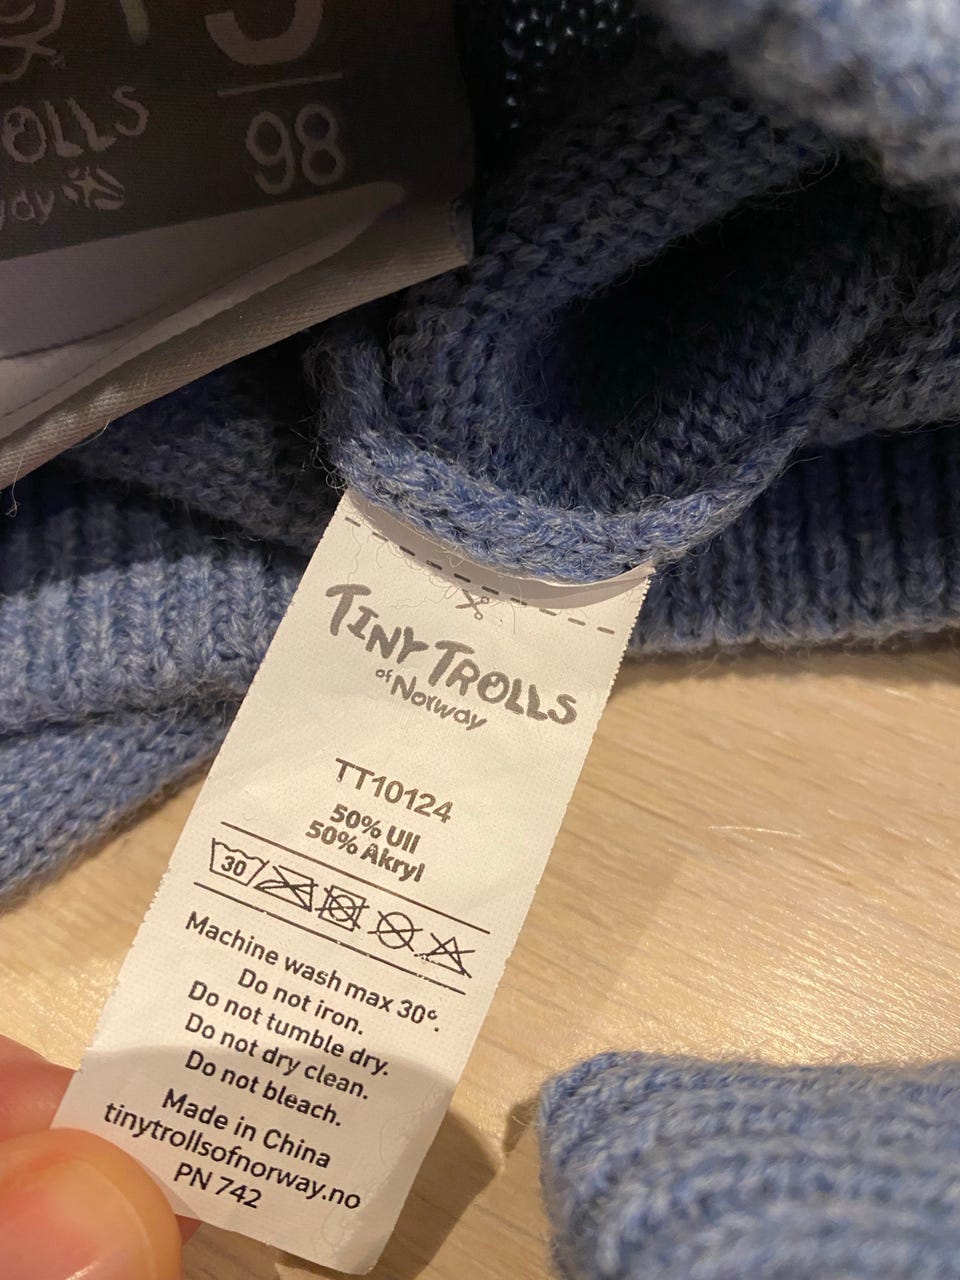 98
TINY TROLLS
of Norway
TT10124
50% Ull
50% Akryl
30
Machine wash max 30°.
Do not iron.
Do not tumble dry.
Do not dry clean.
Do not bleach.
Made in China
tinytrollsofnorway.no
PN 742